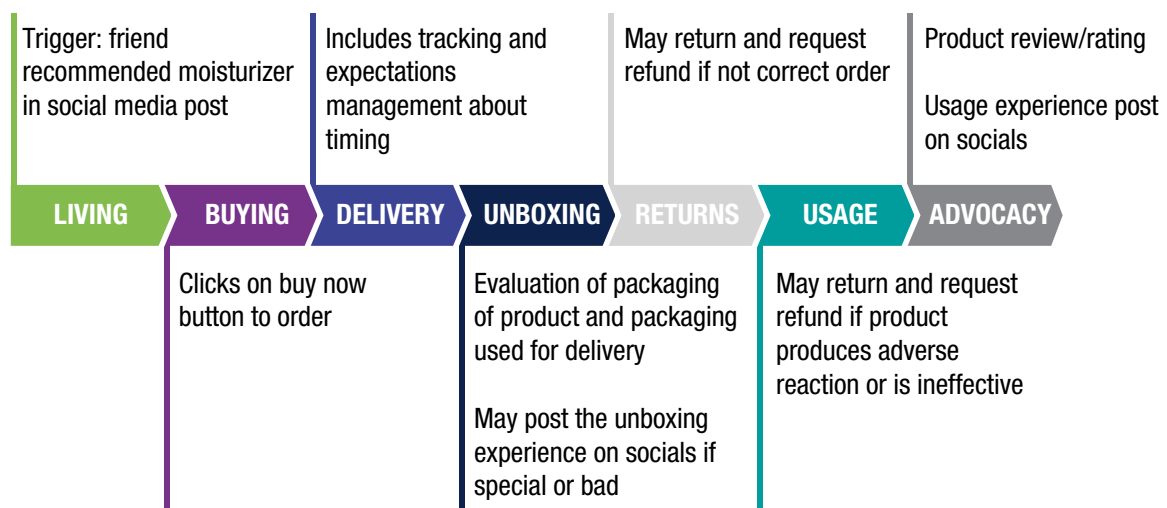 Trigger: friend
recommended moisturizer
in social media post
Includes tracking and
expectations
management about
timing
May return and request
refund if not correct order
Product review/rating
Usage experience post
on socials
LIVING
BUYING
DELIVERY
UNBOXING
RETURNS
USAGE
ADVOCACY
Clicks on buy now
button to order
Evaluation of packaging
of product and packaging
used for delivery
May post the unboxing
experience on socials if
special or bad
May return and request
refund if product
produces adverse
reaction or is ineffective